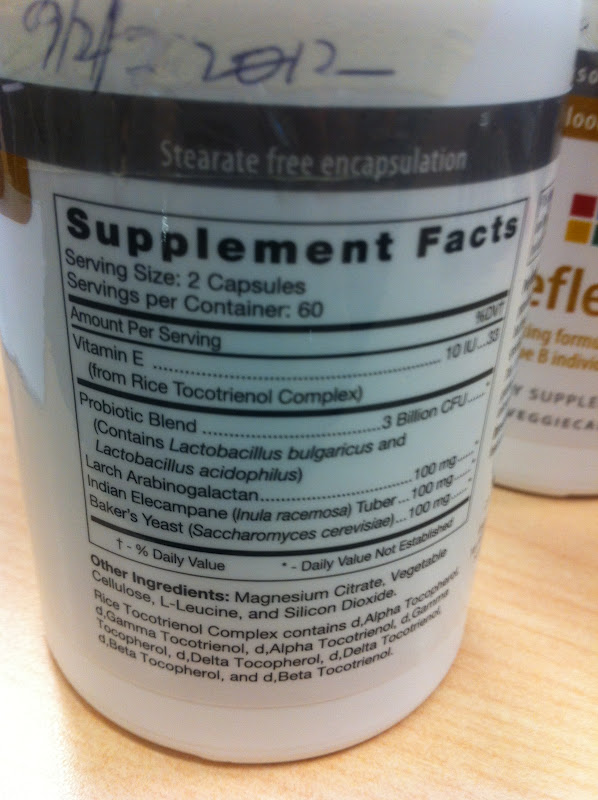 2012
Stearate free encapsulation
Supplement Facts
Serving Size: 2 Capsules
Servings per Container: 60
%DV†
Amount Per Serving
Vitamin E ........................ 10 IU...33
(from Rice Tocotrienol Complex)
Probiotic Blend ........................3 Billion CFU.....*
(Contains Lactobacillus bulgaricus and
Lactobacillus acidophilus)
Larch Arabinogalactan........................100 mg....*
Indian Elecampane (Inula racemosa) Tuber...100 mg....*
Baker's Yeast (Saccharomyces cerevisiae)...100 mg....*
† - % Daily Value * - Daily Value Not Established
Other Ingredients: Magnesium Citrate, Vegetable
Cellulose, L-Leucine, and Silicon Dioxide.
Rice Tocotrienol Complex contains d,Alpha Tocopherol,
d,Gamma Tocotrienol, d,Alpha Tocotrienol, d,Gamma
Tocopherol, d,Delta Tocopherol, d,Delta Tocotrienol,
d,Beta Tocopherol, and d,Beta Tocotrienol.